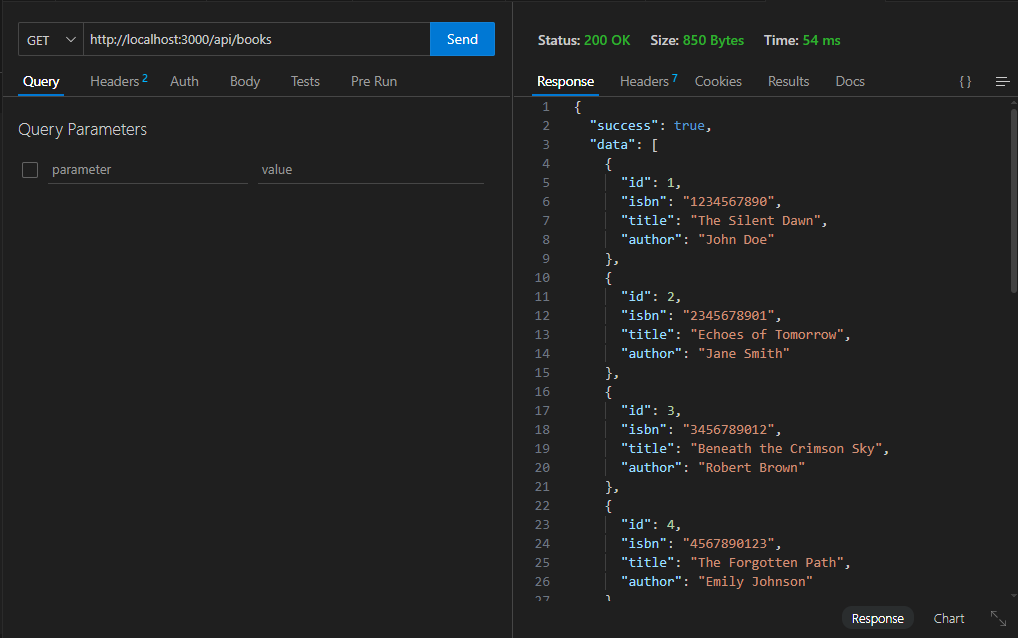 GET http://localhost:3000/api/books Send
Query Headers 2 Auth Body Tests Pre Run
Query Parameters
parameter value
Status: 200 OK Size: 850 Bytes Time: 54 ms
Response Headers 7 Cookies Results Docs { }
1 {
2 "success": true,
3 "data": [
4 {
5 "id": 1,
6 "isbn": "1234567890",
7 "title": "The Silent Dawn",
8 "author": "John Doe"
9 },
10 {
11 "id": 2,
12 "isbn": "2345678901",
13 "title": "Echoes of Tomorrow",
14 "author": "Jane Smith"
15 },
16 {
17 "id": 3,
18 "isbn": "3456789012",
19 "title": "Beneath the Crimson Sky",
20 "author": "Robert Brown"
21 },
22 {
23 "id": 4,
24 "isbn": "4567890123",
25 "title": "The Forgotten Path",
26 "author": "Emily Johnson"
27 }
Response Chart